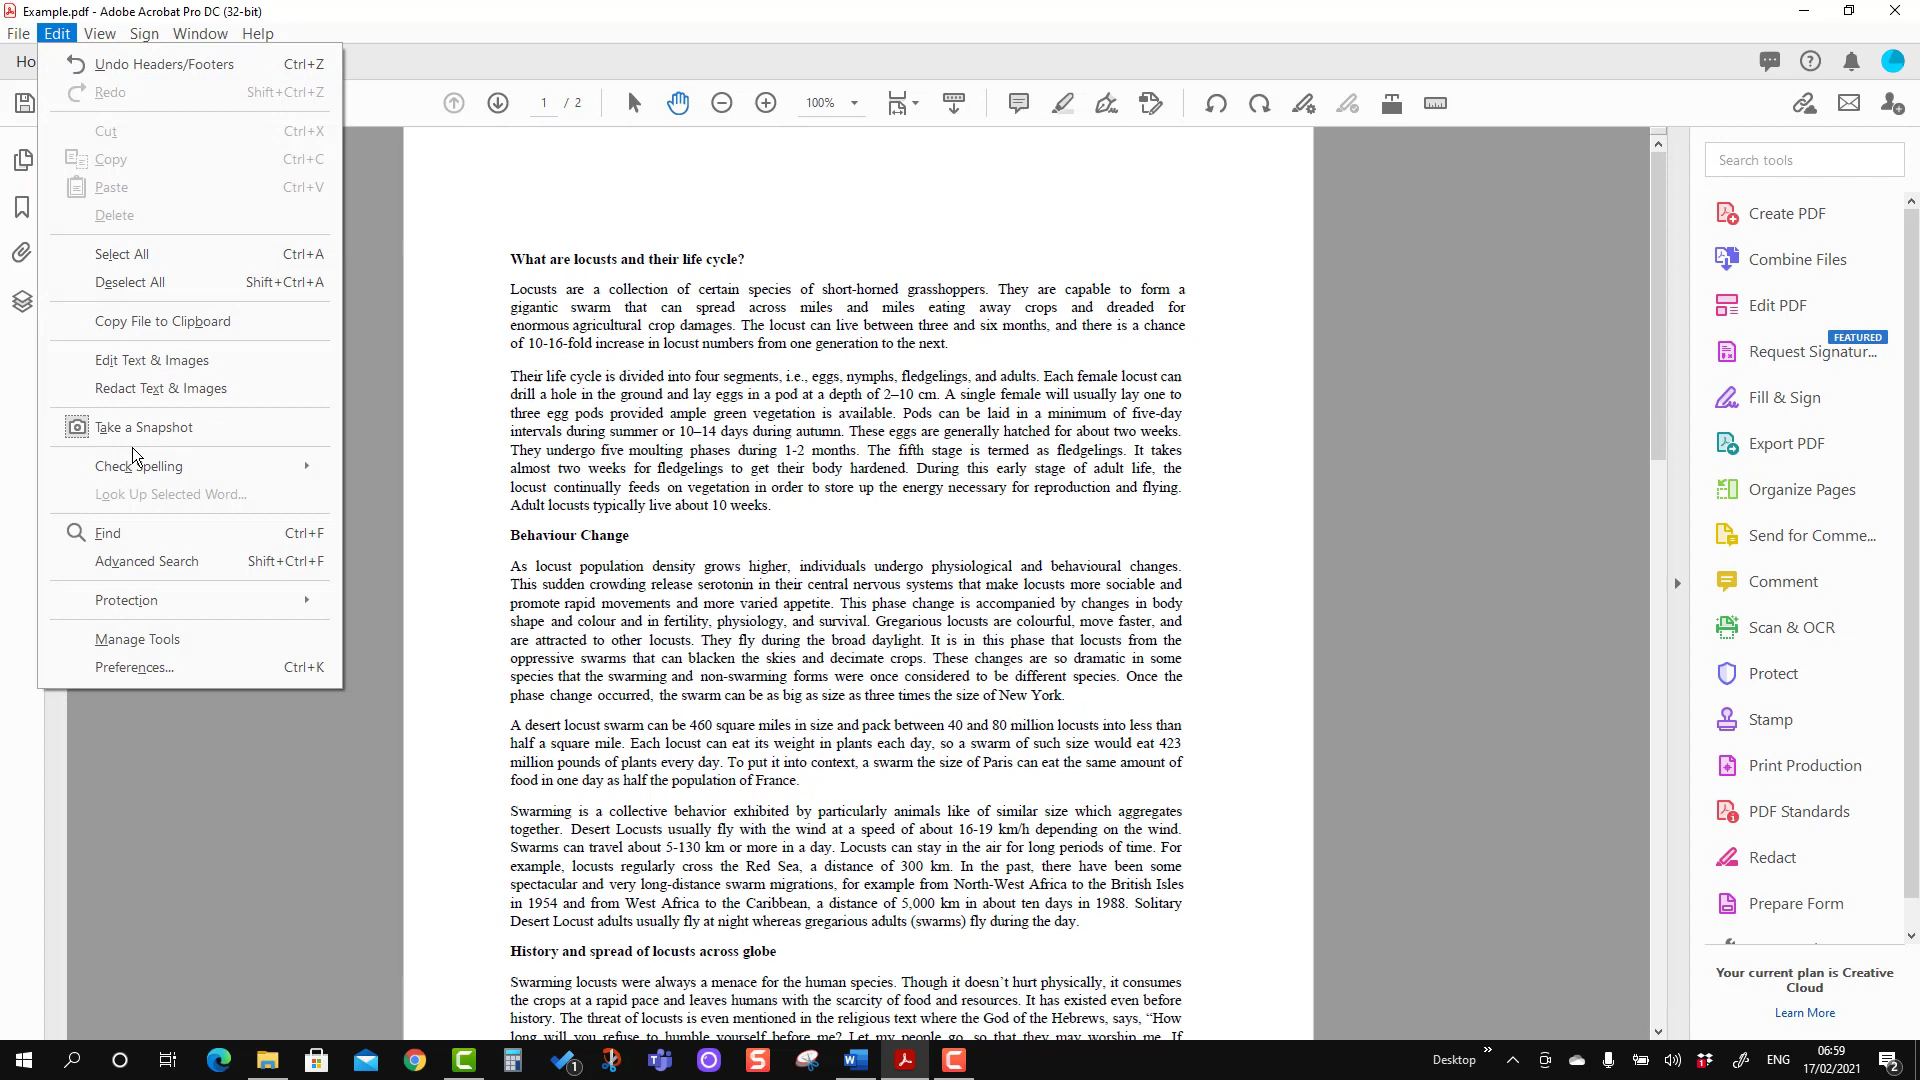 Example.pdf - Adobe Acrobat Pro DC (32-bit)
File Edit View Sign Window Help
Ho
Undo Headers/Footers Ctrl+Z
Redo Shift+Ctrl+Z
Cut Ctrl+X
Copy Ctrl+C
Paste Ctrl+V
Delete
Select All Ctrl+A
Deselect All Shift+Ctrl+A
Copy File to Clipboard
Edit Text & Images
Redact Text & Images
Take a Snapshot
Check Spelling
Look Up Selected Word...
Find Ctrl+F
Advanced Search Shift+Ctrl+F
Protection
Manage Tools
Preferences... Ctrl+K
1 / 2
100%
What are locusts and their life cycle?
Locusts are a collection of certain species of short-horned grasshoppers. They are capable to form a
gigantic swarm that can spread across miles and miles eating away crops and dreaded for
enormous agricultural crop damages. The locust can live between three and six months, and there is a chance
of 10-16-fold increase in locust numbers from one generation to the next.
Their life cycle is divided into four segments, i.e., eggs, nymphs, fledgelings, and adults. Each female locust can
drill a hole in the ground and lay eggs in a pod at a depth of 2–10 cm. A single female will usually lay one to
three egg pods provided ample green vegetation is available. Pods can be laid in a minimum of five-day
intervals during summer or 10–14 days during autumn. These eggs are generally hatched for about two weeks.
They undergo five moulting phases during 1-2 months. The fifth stage is termed as fledgelings. It takes
almost two weeks for fledgelings to get their body hardened. During this early stage of adult life, the
locust continually feeds on vegetation in order to store up the energy necessary for reproduction and flying.
Adult locusts typically live about 10 weeks.
Behaviour Change
As locust population density grows higher, individuals undergo physiological and behavioural changes.
This sudden crowding release serotonin in their central nervous systems that make locusts more sociable and
promote rapid movements and more varied appetite. This phase change is accompanied by changes in body
shape and colour and in fertility, physiology, and survival. Gregarious locusts are colourful, move faster, and
are attracted to other locusts. They fly during the broad daylight. It is in this phase that locusts from the
oppressive swarms that can blacken the skies and decimate crops. These changes are so dramatic in some
species that the swarming and non-swarming forms were once considered to be different species. Once the
phase change occurred, the swarm can be as big as size as three times the size of New York.
A desert locust swarm can be 460 square miles in size and pack between 40 and 80 million locusts into less than
half a square mile. Each locust can eat its weight in plants each day, so a swarm of such size would eat 423
million pounds of plants every day. To put it into context, a swarm the size of Paris can eat the same amount of
food in one day as half the population of France.
Swarming is a collective behavior exhibited by particularly animals like of similar size which aggregates
together. Desert Locusts usually fly with the wind at a speed of about 16-19 km/h depending on the wind.
Swarms can travel about 5-130 km or more in a day. Locusts can stay in the air for long periods of time. For
example, locusts regularly cross the Red Sea, a distance of 300 km. In the past, there have been some
spectacular and very long-distance swarm migrations, for example from North-West Africa to the British Isles
in 1954 and from West Africa to the Caribbean, a distance of 5,000 km in about ten days in 1988. Solitary
Desert Locust adults usually fly at night whereas gregarious adults (swarms) fly during the day.
History and spread of locusts across globe
Swarming locusts were always a menace for the human species. Though it doesn't hurt physically, it consumes
the crops at a rapid pace and leaves humans with the scarcity of food and resources. It has existed even before
history. The threat of locusts is even mentioned in the religious text where the God of the Hebrews, says, “How
long will you refuse to humble yourself before me? Let my people go, so that they may worship me. If
Search tools
Create PDF
Combine Files
Edit PDF
FEATURED
Request Signatur...
Fill & Sign
Export PDF
Organize Pages
Send for Comme...
Comment
Scan & OCR
Protect
Stamp
Print Production
PDF Standards
Redact
Prepare Form
Your current plan is Creative
Cloud
Learn More
Desktop
ENG
06:59
17/02/2021
2
1